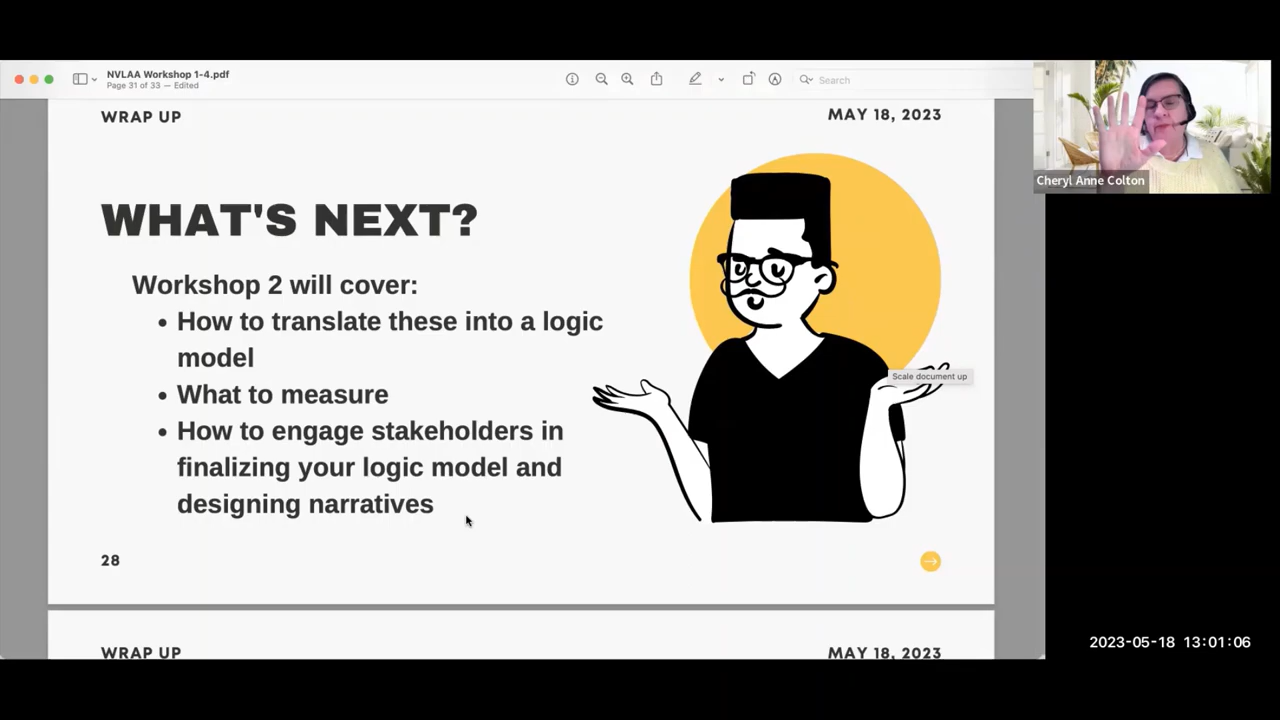 NVLAA Workshop 1-4.pdf
Page 31 of 33 — Edited
Search
WRAP UP
MAY 18, 2023
WHAT'S NEXT?
Workshop 2 will cover:
• How to translate these into a logic
model
• What to measure
• How to engage stakeholders in
finalizing your logic model and
designing narratives
Scale document up
28
WRAP UP
MAY 18, 2023
Cheryl Anne Colton
2023-05-18 13:01:06